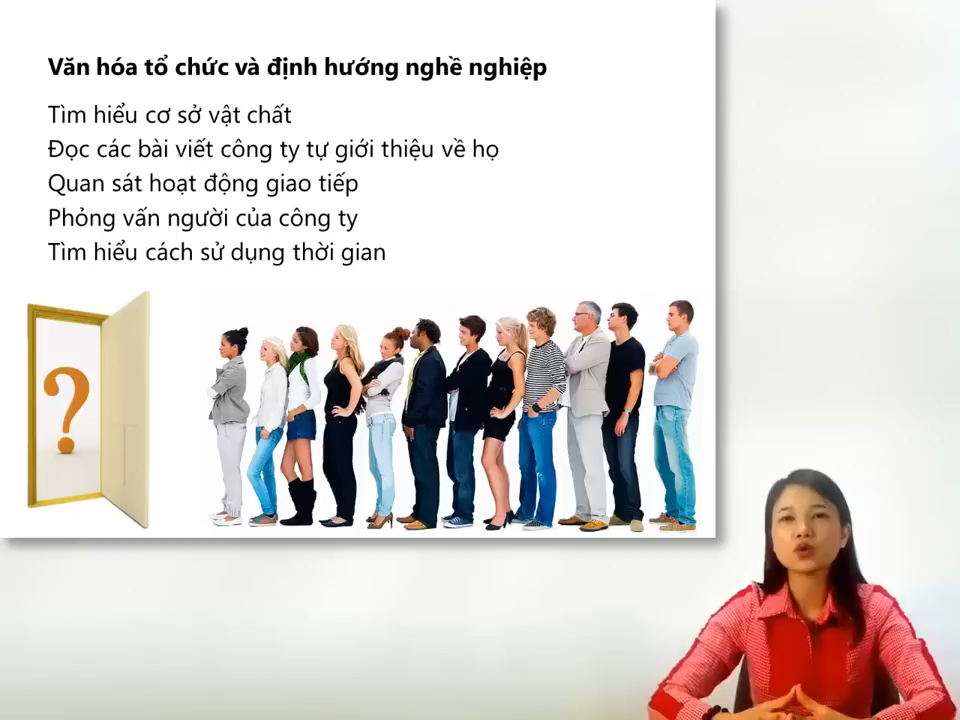 Văn hóa tổ chức và định hướng nghề nghiệp
Tìm hiểu cơ sở vật chất
Đọc các bài viết công ty tự giới thiệu về họ
Quan sát hoạt động giao tiếp
Phỏng vấn người của công ty
Tìm hiểu cách sử dụng thời gian